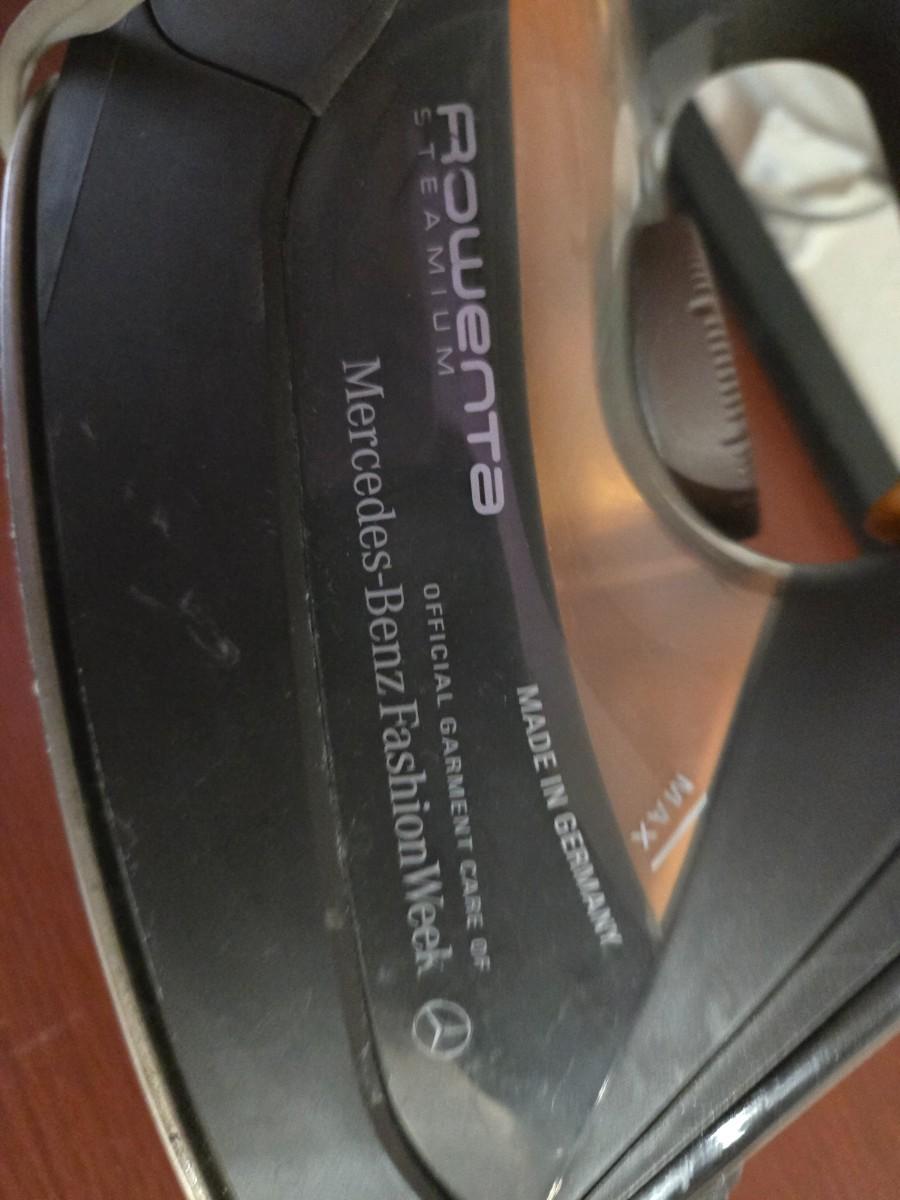 Rowenta
STEAMIUM
MADE IN GERMANY
OFFICIAL GARMENT CARE OF
Mercedes-Benz FashionWeek
MAX